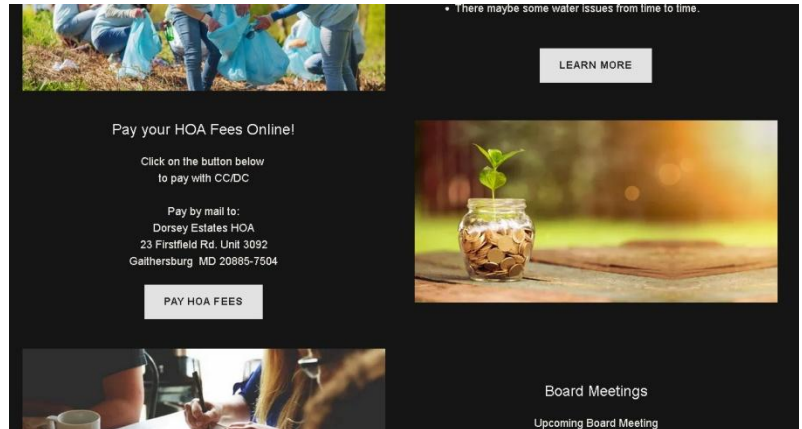 • There maybe some water issues from time to time.
LEARN MORE
Pay your HOA Fees Online!
Click on the button below
to pay with CC/DC
Pay by mail to:
Dorsey Estates HOA
23 Firstfield Rd. Unit 3092
Gaithersburg MD 20885-7504
PAY HOA FEES
Board Meetings
Upcoming Board Meeting